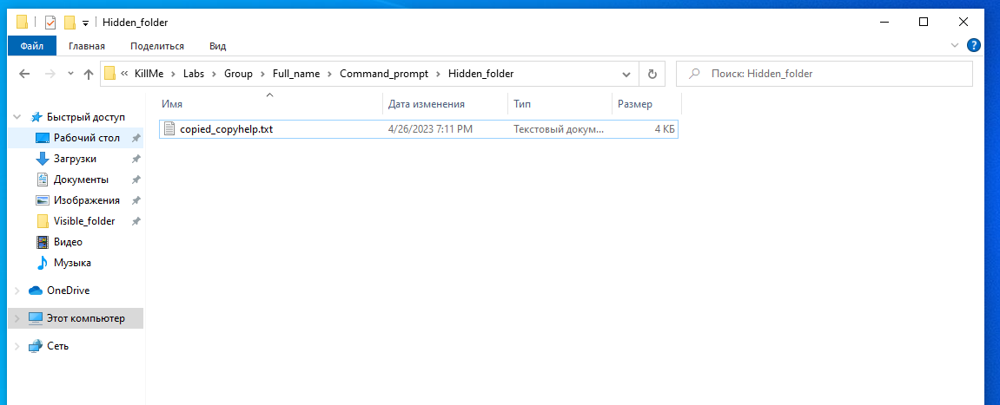 Hidden_folder
Файл Главная Поделиться Вид
« KillMe › Labs › Group › Full_name › Command_prompt › Hidden_folder Поиск: Hidden_folder
Имя Дата изменения Тип Размер
copied_copyhelp.txt 4/26/2023 7:11 PM Текстовый докум... 4 КБ
Быстрый доступ
Рабочий стол
Загрузки
Документы
Изображения
Visible_folder
Видео
Музыка
OneDrive
Этот компьютер
Сеть